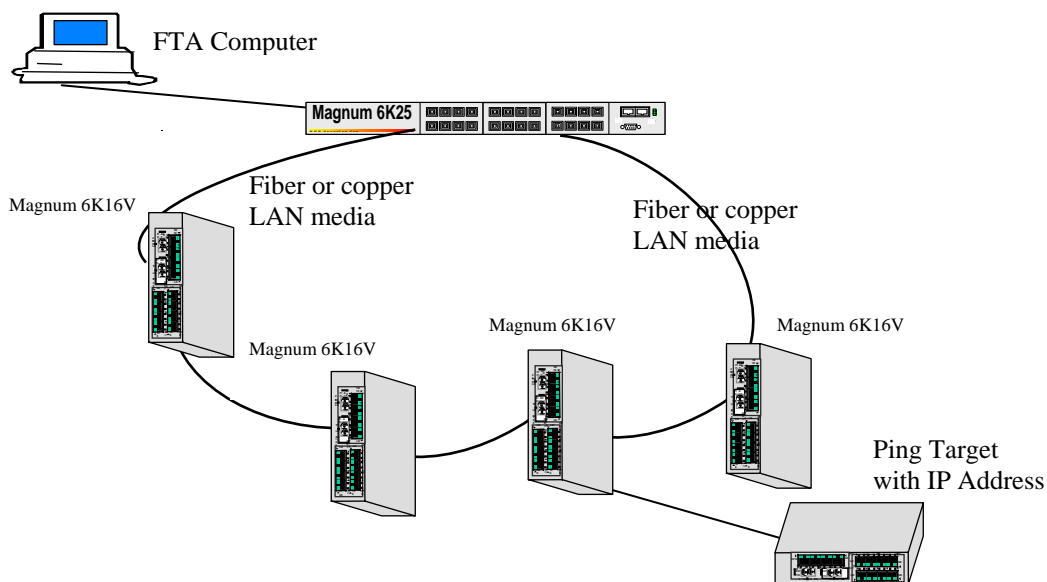 FTA Computer
Magnum 6K25
Magnum 6K16V
Fiber or copper
LAN media
Fiber or copper
LAN media
Magnum 6K16V
Magnum 6K16V
Magnum 6K16V
Ping Target
with IP Address